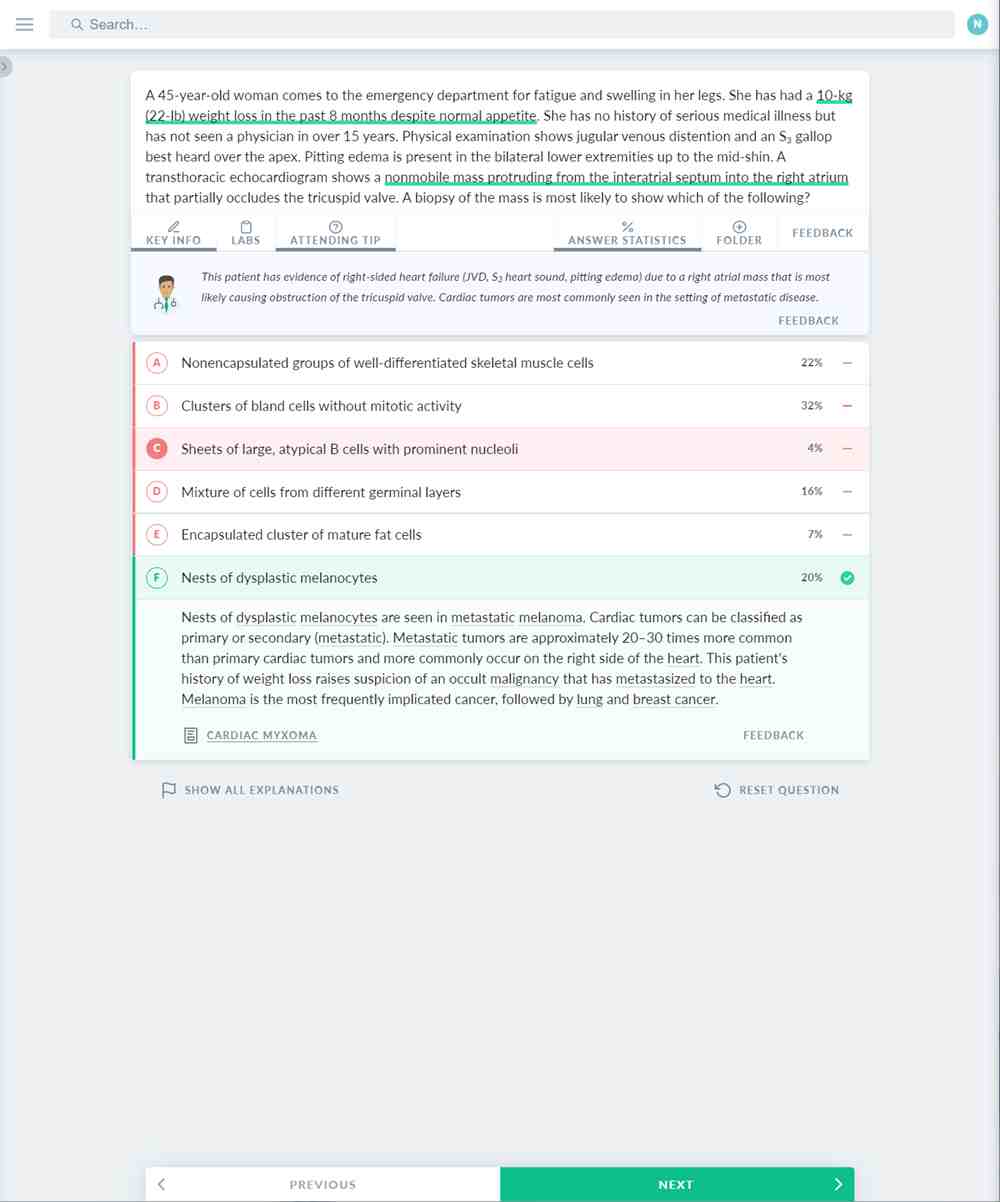 Search…
N
A 45-year-old woman comes to the emergency department for fatigue and swelling in her legs. She has had a 10-kg
(22-lb) weight loss in the past 8 months despite normal appetite. She has no history of serious medical illness but
has not seen a physician in over 15 years. Physical examination shows jugular venous distention and an S₃ gallop
best heard over the apex. Pitting edema is present in the bilateral lower extremities up to the mid-shin. A
transthoracic echocardiogram shows a nonmobile mass protruding from the interatrial septum into the right atrium
that partially occludes the tricuspid valve. A biopsy of the mass is most likely to show which of the following?
KEY INFO LABS ATTENDING TIP ANSWER STATISTICS FOLDER FEEDBACK
This patient has evidence of right-sided heart failure (JVD, S₃ heart sound, pitting edema) due to a right atrial mass that is most
likely causing obstruction of the tricuspid valve. Cardiac tumors are most commonly seen in the setting of metastatic disease.
FEEDBACK
A Nonencapsulated groups of well-differentiated skeletal muscle cells 22%
B Clusters of bland cells without mitotic activity 32%
C Sheets of large, atypical B cells with prominent nucleoli 4%
D Mixture of cells from different germinal layers 16%
E Encapsulated cluster of mature fat cells 7%
F Nests of dysplastic melanocytes 20%
Nests of dysplastic melanocytes are seen in metastatic melanoma. Cardiac tumors can be classified as
primary or secondary (metastatic). Metastatic tumors are approximately 20–30 times more common
than primary cardiac tumors and more commonly occur on the right side of the heart. This patient's
history of weight loss raises suspicion of an occult malignancy that has metastasized to the heart.
Melanoma is the most frequently implicated cancer, followed by lung and breast cancer.
CARDIAC MYXOMA FEEDBACK
SHOW ALL EXPLANATIONS RESET QUESTION
PREVIOUS NEXT